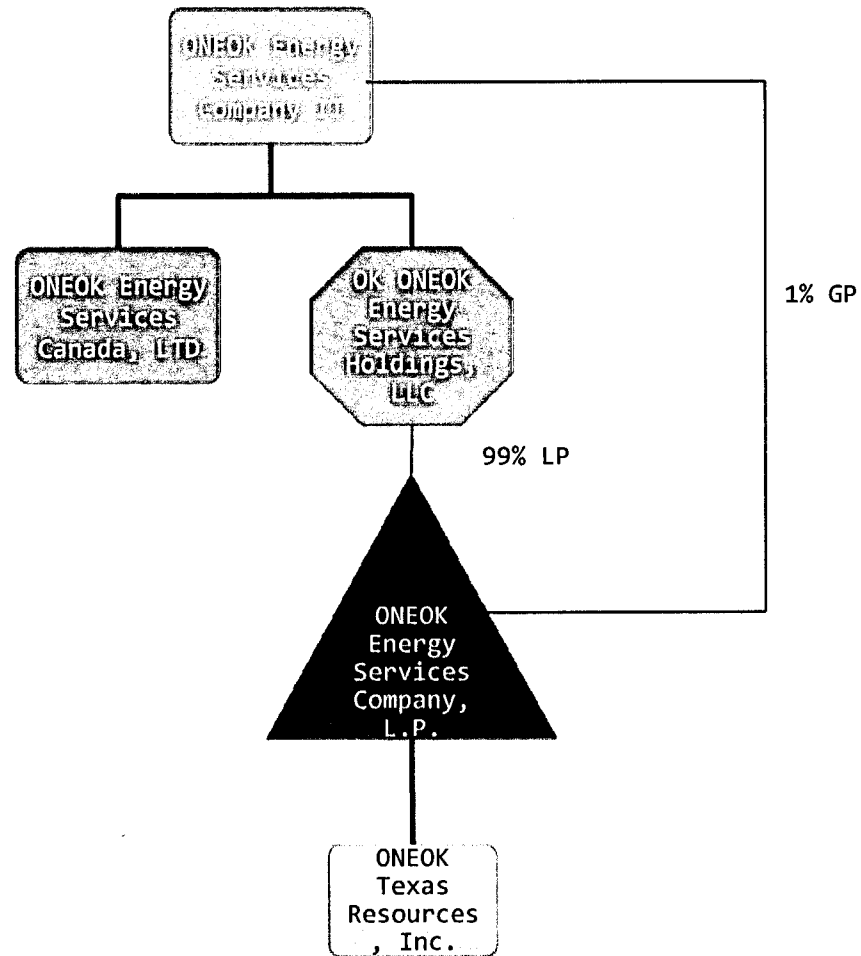 ONEOK Energy
Services
Company II
ONEOK Energy
Services
Canada, LTD
OK ONEOK
Energy
Services
Holdings,
LLC
1% GP
99% LP
ONEOK
Energy
Services
Company,
L.P.
ONEOK
Texas
Resources
, Inc.